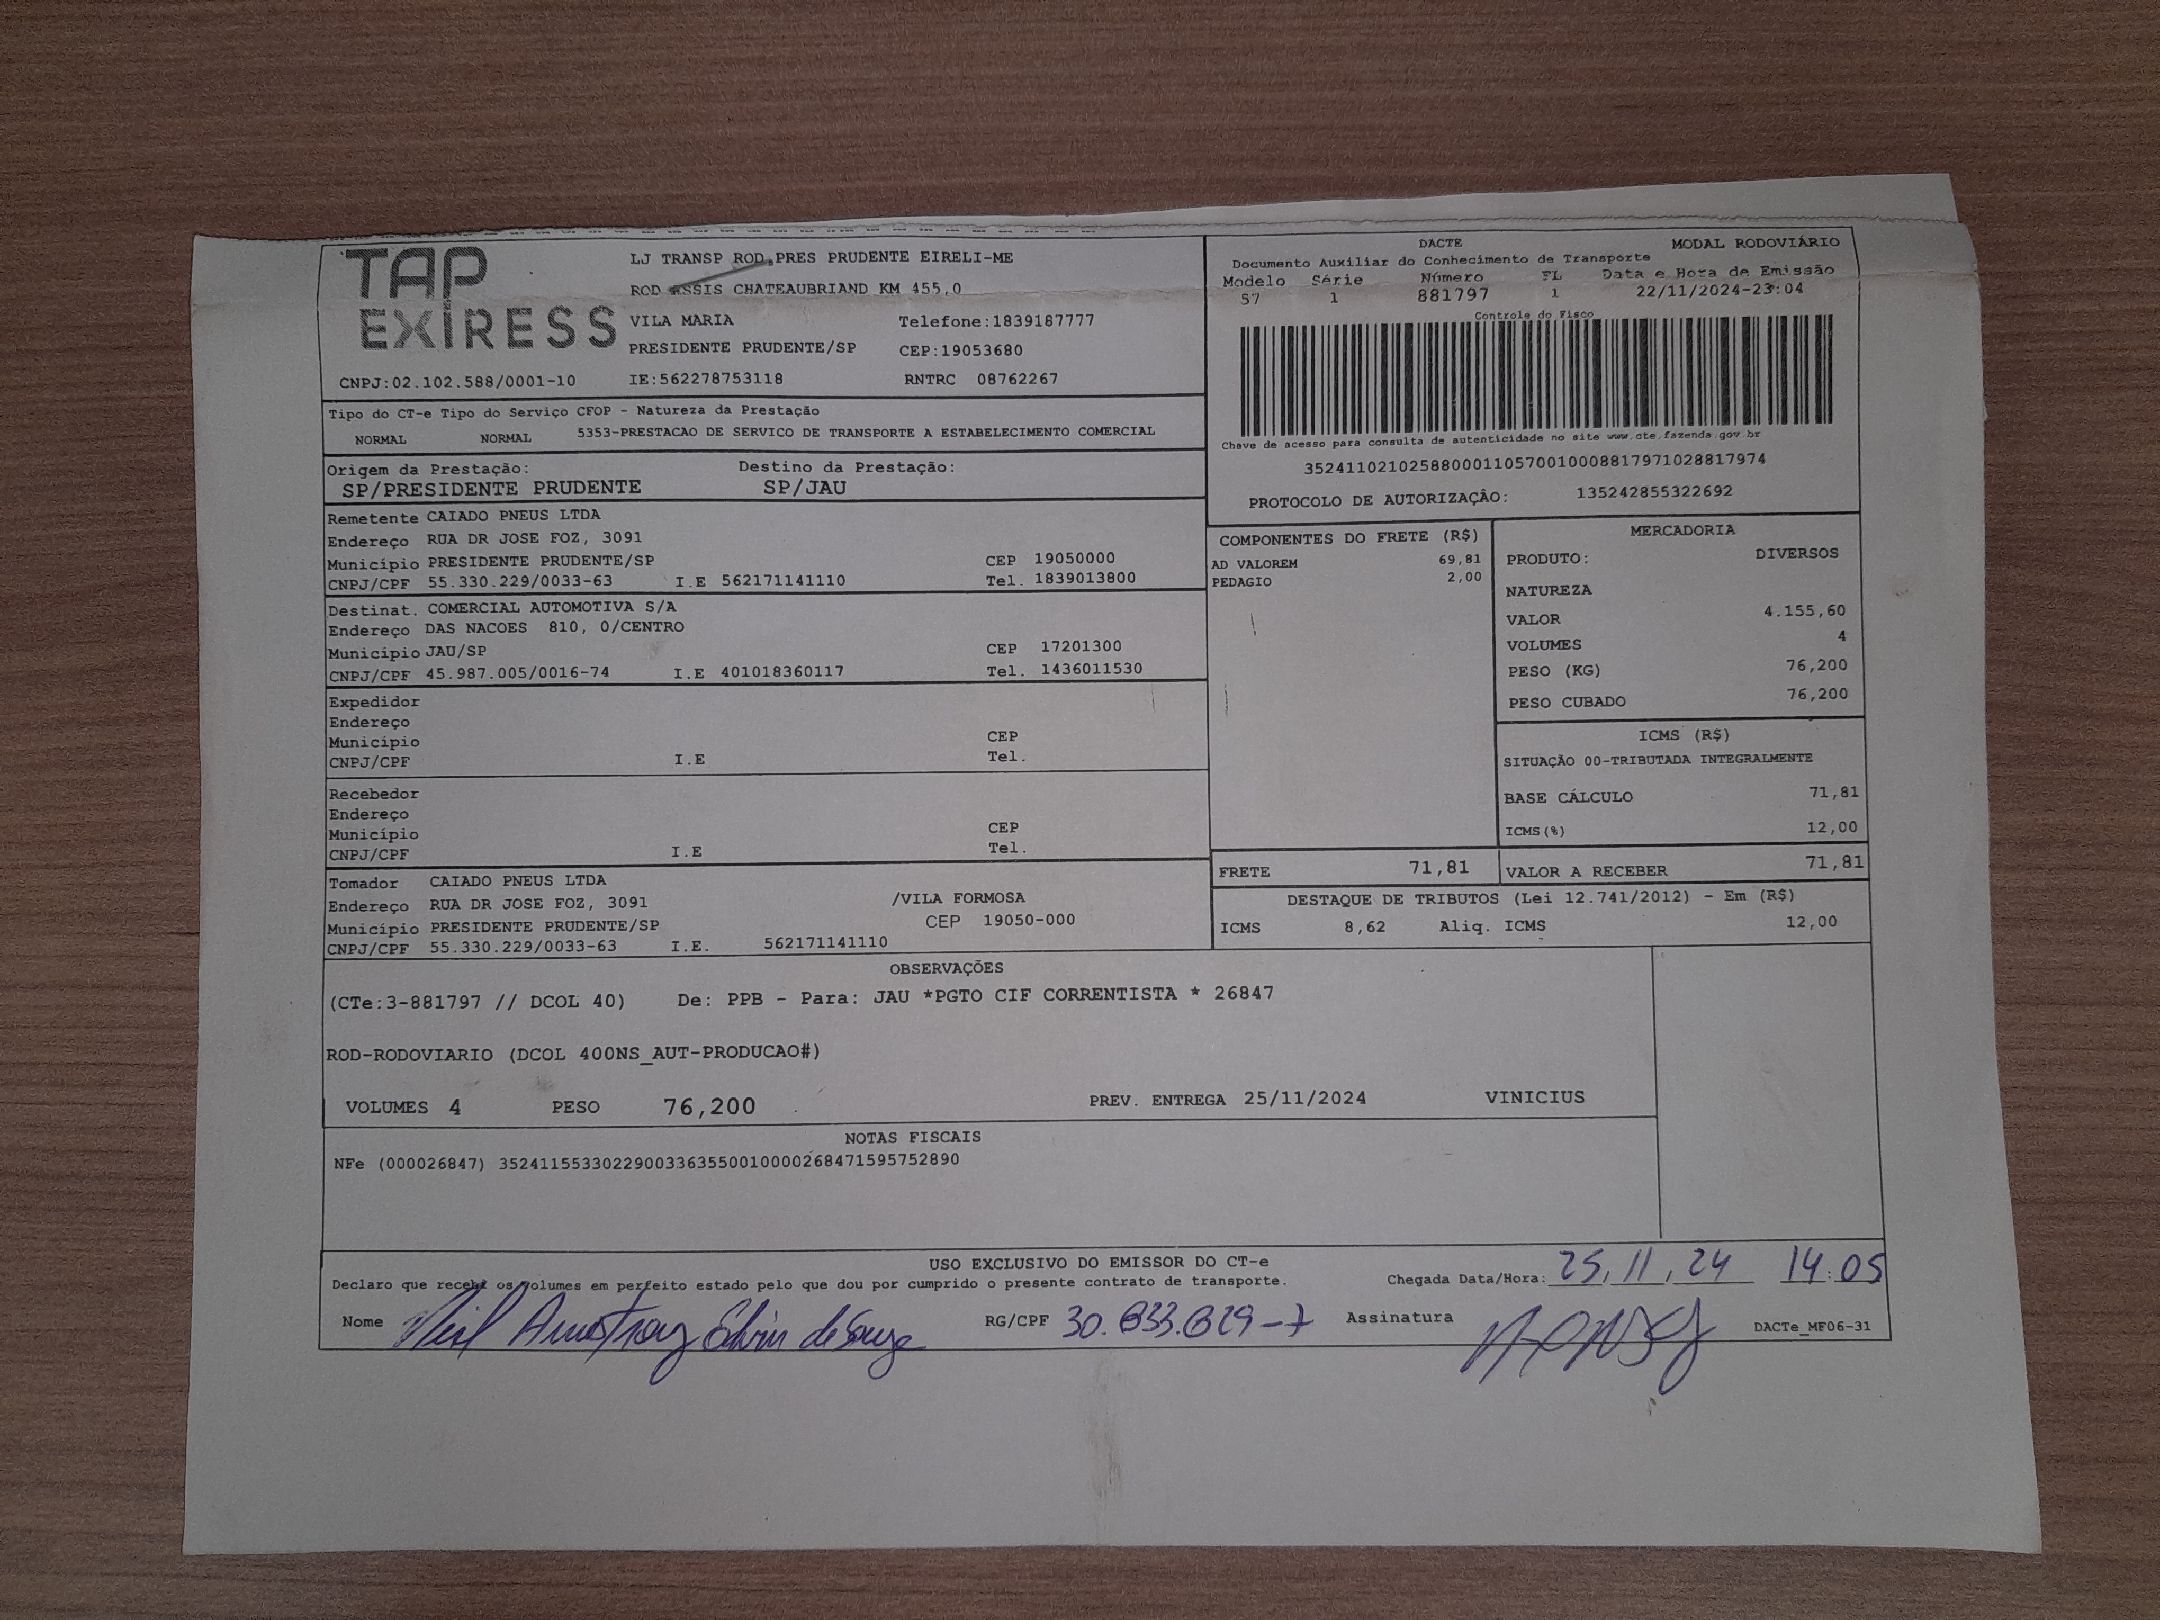 TAP
EXIRESS
LJ TRANSP ROD.PRES PRUDENTE EIRELI-ME
ROD ASSIS CHATEAUBRIAND KM 455,0
VILA MARIA Telefone:1839187777
PRESIDENTE PRUDENTE/SP CEP:19053680
CNPJ:02.102.588/0001-10 IE:562278753118 RNTRC 08762267
DACTE MODAL RODOVIÁRIO
Documento Auxiliar do Conhecimento de Transporte
Modelo Série Número FL Data e Hora de Emissão
57 1 881797 1 22/11/2024-23:04
Controle do Fisco
Chave de acesso para consulta de autenticidade no site www.cte.fazenda.gov.br
35241102102588000110570010008817971028817974
PROTOCOLO DE AUTORIZAÇÃO: 135242855322692
Tipo do CT-e Tipo do Serviço CFOP - Natureza da Prestação
NORMAL NORMAL 5353-PRESTACAO DE SERVICO DE TRANSPORTE A ESTABELECIMENTO COMERCIAL
Origem da Prestação: Destino da Prestação:
SP/PRESIDENTE PRUDENTE SP/JAU
Remetente CAIADO PNEUS LTDA
Endereço RUA DR JOSE FOZ, 3091
Município PRESIDENTE PRUDENTE/SP CEP 19050000
CNPJ/CPF 55.330.229/0033-63 I.E 562171141110 Tel. 1839013800
Destinat. COMERCIAL AUTOMOTIVA S/A
Endereço DAS NACOES 810, 0/CENTRO
Município JAU/SP CEP 17201300
CNPJ/CPF 45.987.005/0016-74 I.E 401018360117 Tel. 1436011530
Expedidor
Endereço
Município CEP
CNPJ/CPF I.E Tel.
Recebedor
Endereço
Município CEP
CNPJ/CPF I.E Tel.
Tomador CAIADO PNEUS LTDA
Endereço RUA DR JOSE FOZ, 3091 /VILA FORMOSA
Município PRESIDENTE PRUDENTE/SP CEP 19050-000
CNPJ/CPF 55.330.229/0033-63 I.E. 562171141110
COMPONENTES DO FRETE (R$)
AD VALOREM 69,81
PEDAGIO 2,00
MERCADORIA
PRODUTO: DIVERSOS
NATUREZA
VALOR 4.155,60
VOLUMES 4
PESO (KG) 76,200
PESO CUBADO 76,200
ICMS (R$)
SITUAÇÃO 00-TRIBUTADA INTEGRALMENTE
BASE CÁLCULO 71,81
ICMS(%) 12,00
FRETE 71,81 VALOR A RECEBER 71,81
DESTAQUE DE TRIBUTOS (Lei 12.741/2012) - Em (R$)
ICMS 8,62 Aliq. ICMS 12,00
OBSERVAÇÕES
(CTe:3-881797 // DCOL 40) De: PPB - Para: JAU *PGTO CIF CORRENTISTA * 26847
ROD-RODOVIARIO (DCOL 400NS_AUT-PRODUCAO#)
VOLUMES 4 PESO 76,200 PREV. ENTREGA 25/11/2024 VINICIUS
NOTAS FISCAIS
NFe (000026847) 35241155330229003363550010000268471595752890
USO EXCLUSIVO DO EMISSOR DO CT-e
Declaro que recebi os volumes em perfeito estado pelo que dou por cumprido o presente contrato de transporte. Chegada Data/Hora: 25,11,24 14:05
Nome Neil Armstrong Edvin de Souza RG/CPF 30.833.829-7 Assinatura
DACTe_MF06-31